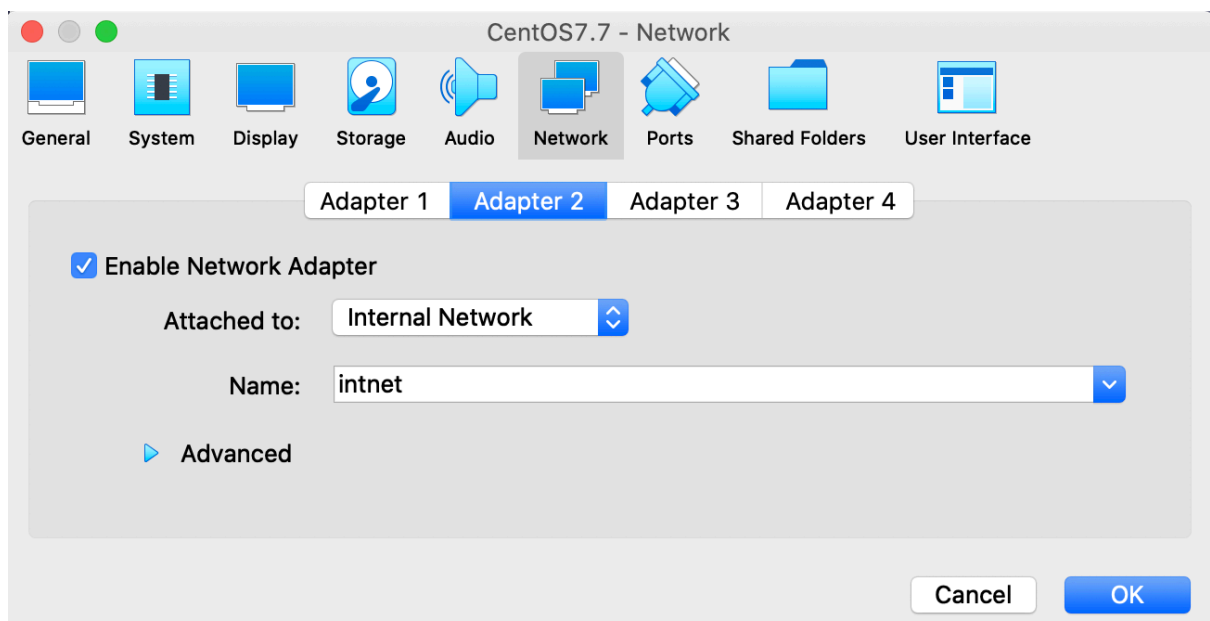 CentOS7.7 - Network
General System Display Storage Audio Network Ports Shared Folders User Interface
Adapter 1 Adapter 2 Adapter 3 Adapter 4
Enable Network Adapter
Attached to: Internal Network
Name: intnet
Advanced
Cancel OK